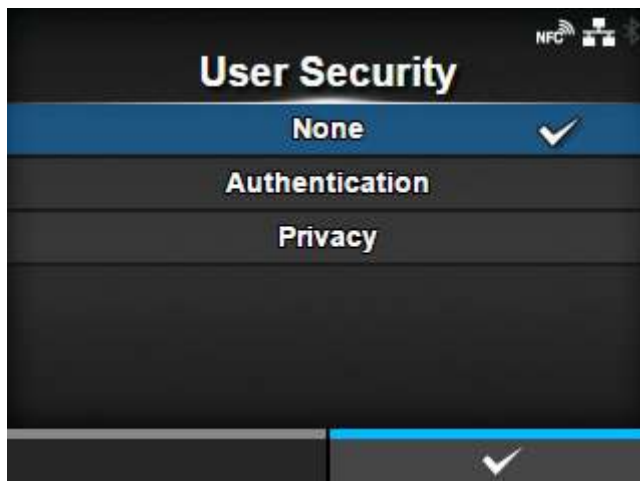 NFC
User Security
None
Authentication
Privacy